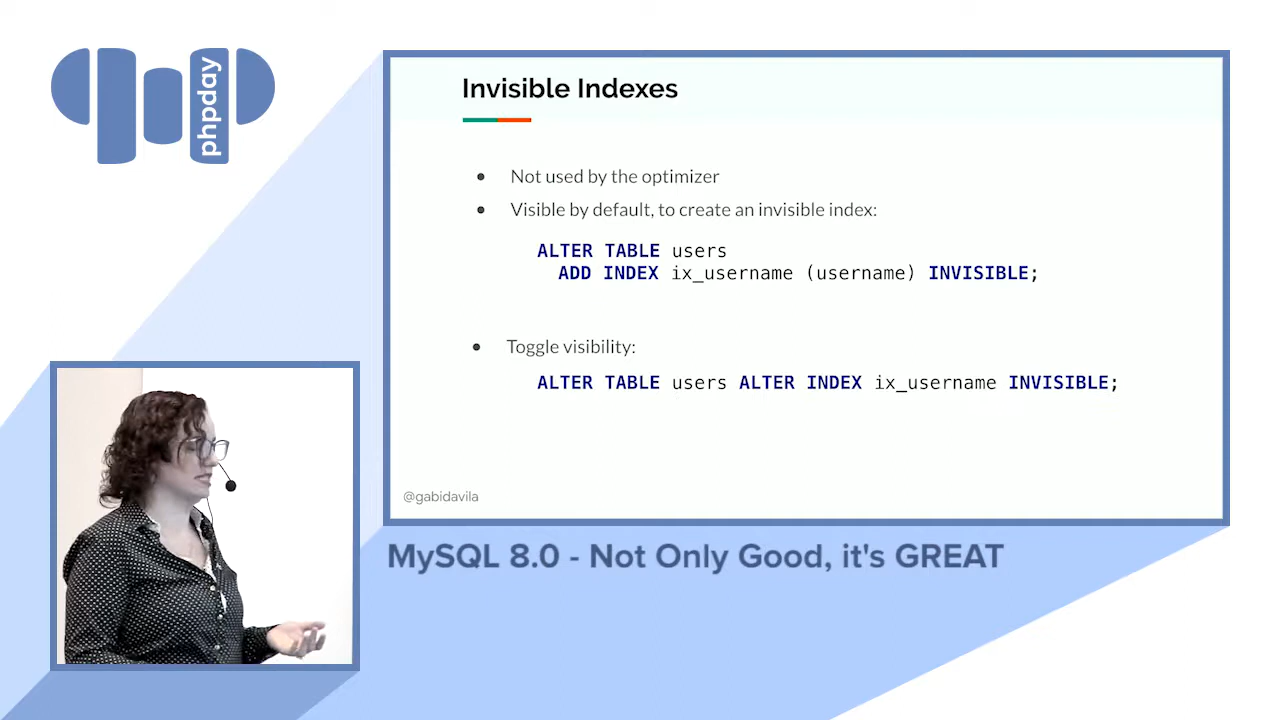 phpday
Invisible Indexes
● Not used by the optimizer
● Visible by default, to create an invisible index:
ALTER TABLE users
ADD INDEX ix_username (username) INVISIBLE;
● Toggle visibility:
ALTER TABLE users ALTER INDEX ix_username INVISIBLE;
@gabidavila
MySQL 8.0 - Not Only Good, it's GREAT